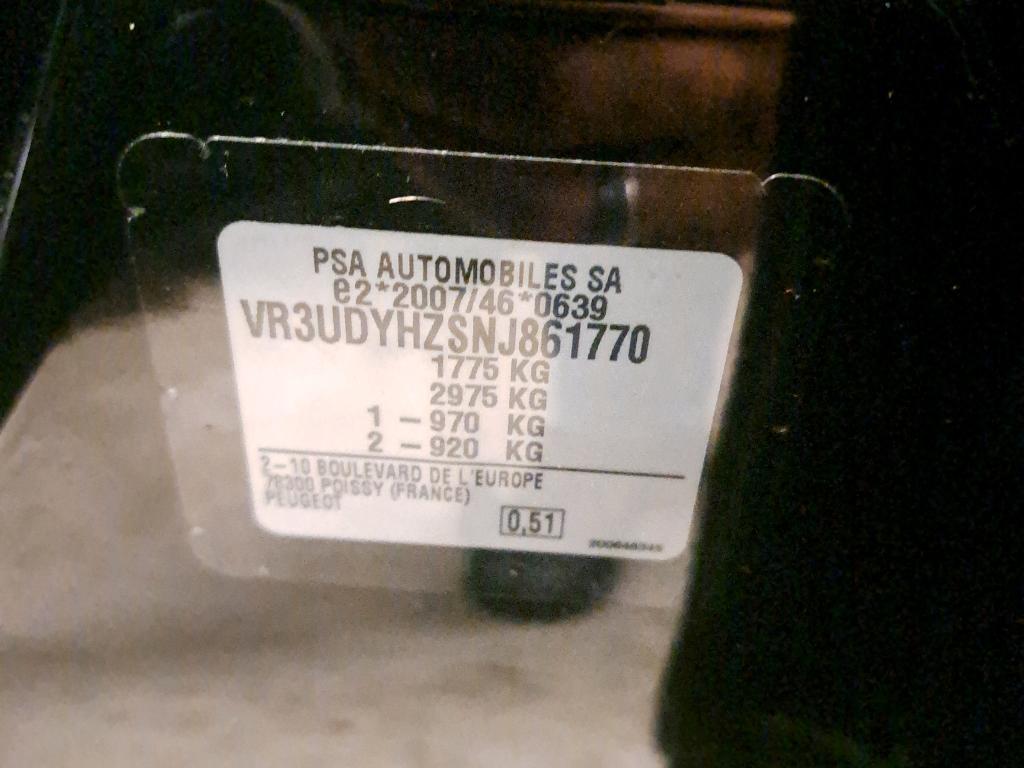 PSA AUTOMOBILES SA
e2*2007/46*0639
VR3UDYHZSNJ861770
1775 KG
2975 KG
1 – 970 KG
2 – 920 KG
2–10 BOULEVARD DE L'EUROPE
78300 POISSY (FRANCE)
PEUGEOT
0,51